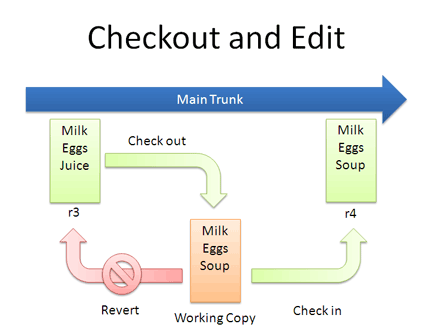 Checkout and Edit
Main Trunk
Milk
Eggs
Juice
r3
Check out
Milk
Eggs
Soup
r4
Milk
Eggs
Soup
Working Copy
Revert
Check in